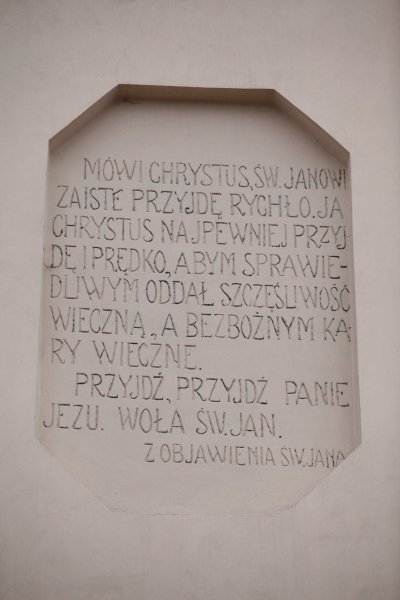 MÓWI CHRYSTUS, ŚW. JANOWI
ZAISTE PRZYJDĘ RYCHŁO. JA
CHRYSTUS NAJPEWNIEJ PRZYJ
DĘ I PRĘDKO, ABYM SPRAWIE-
DLIWYM ODDAŁ SZCZĘŚLIWOŚĆ
WIECZNĄ, A BEZBOŻNYM KA-
RY WIECZNE.
PRZYJDŹ, PRZYJDŹ PANIE
JEZU. WOŁA ŚW. JAN.
Z OBJAWIENIA ŚW. JANA